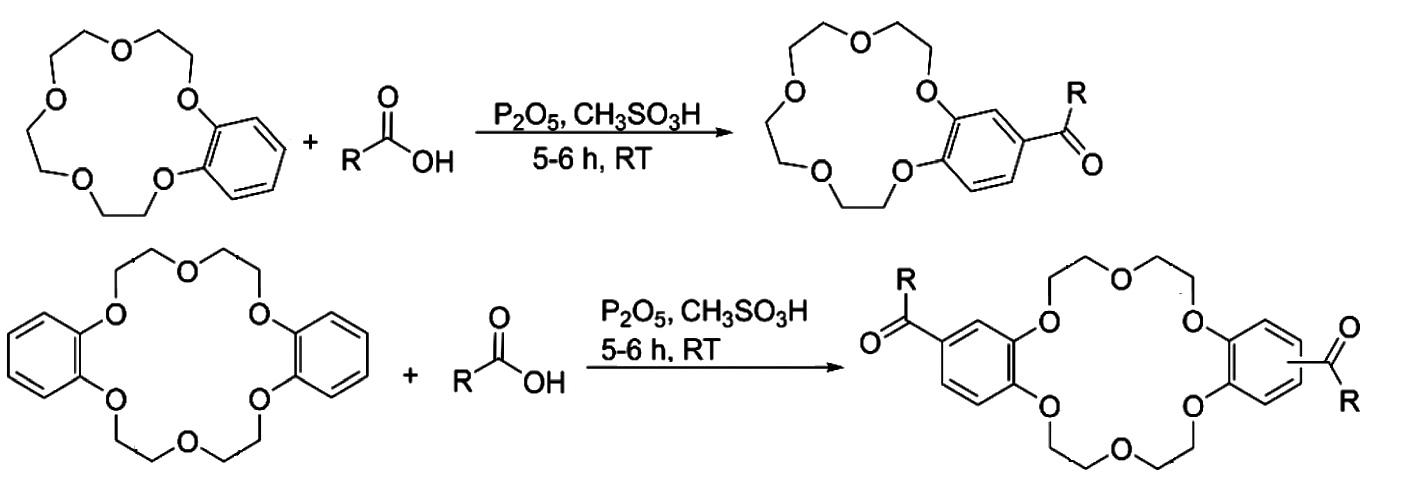 O
O O
O O
+
O
R OH
P₂O₅, CH₃SO₃H
5-6 h, RT
O
O O
O O
R
O
O
O O
O O
O
+
O
R OH
P₂O₅, CH₃SO₃H
5-6 h, RT
R
O
O
O O
O O
O
O
R